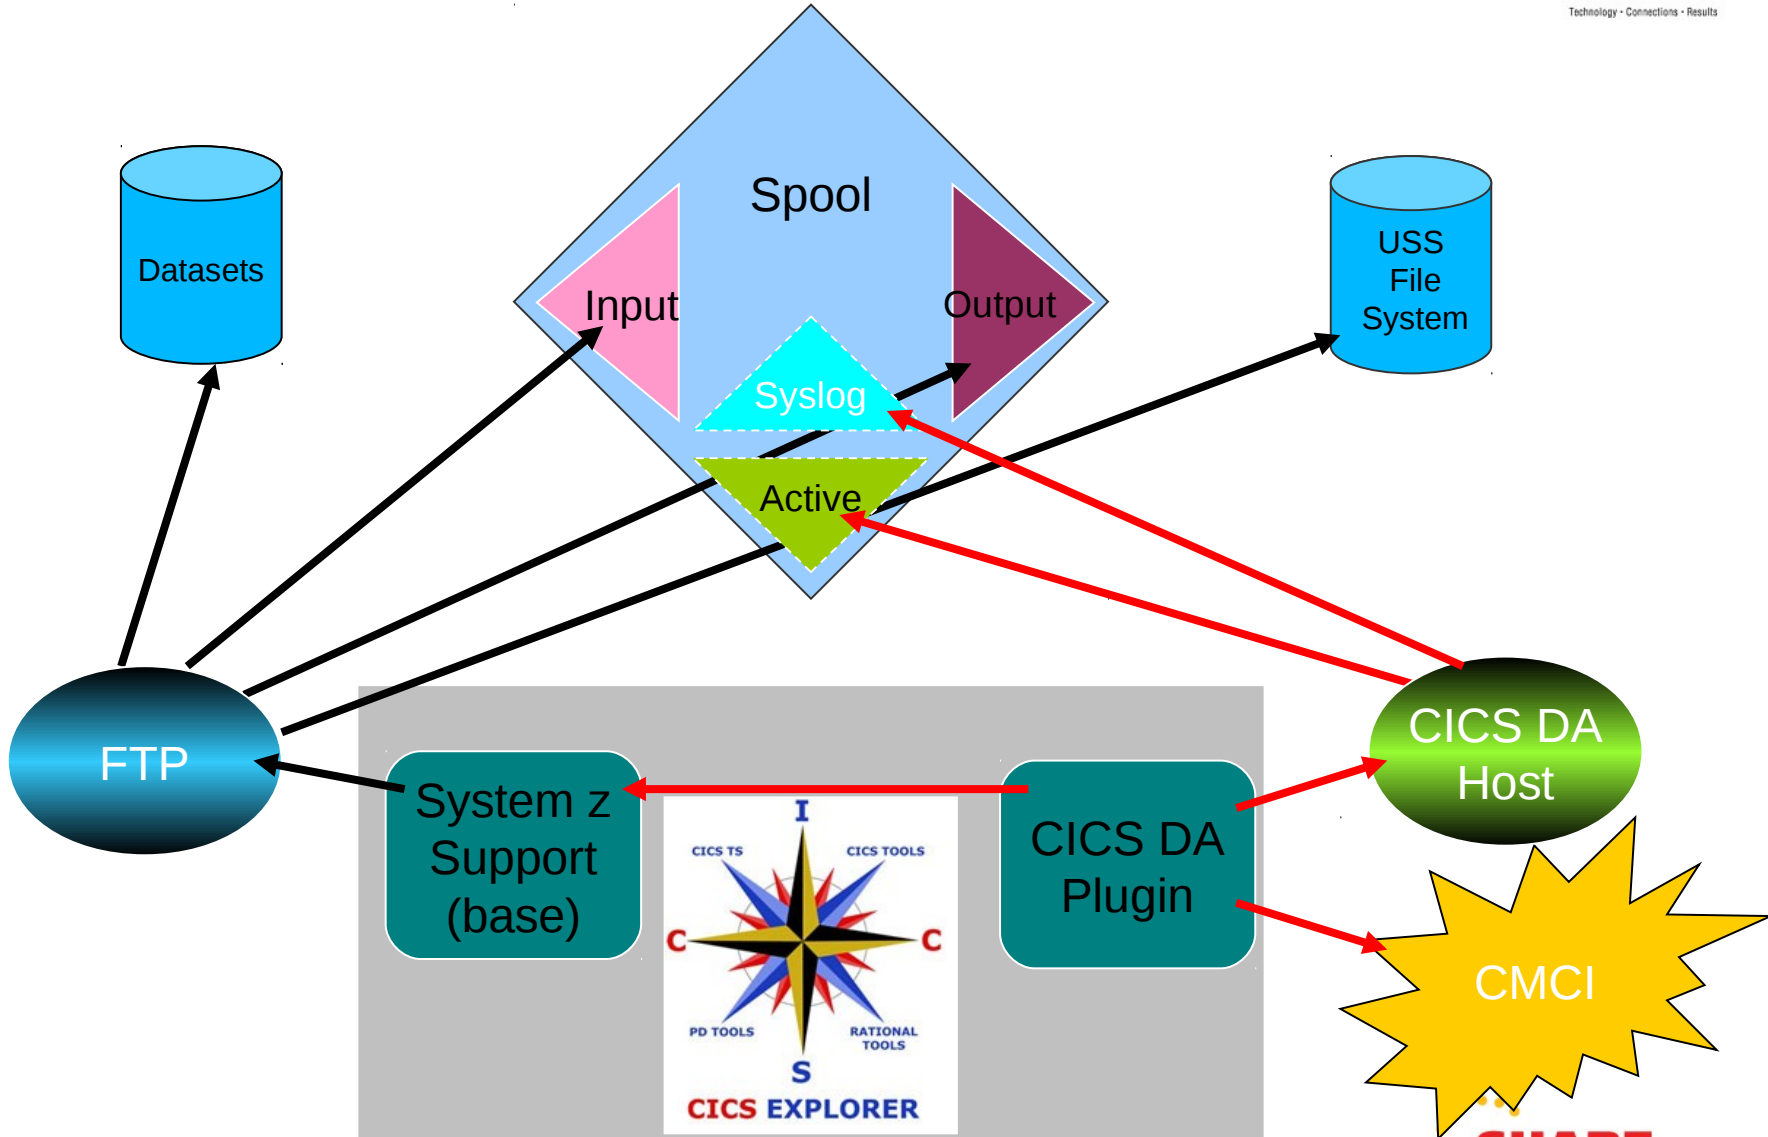 Technology • Connections • Results
Spool
Datasets
Input
Output
USS
File
System
Syslog
Active
FTP
System z
Support
(base)
CICS DA
Plugin
CICS DA
Host
CMCI
I
CICS TS
CICS TOOLS
C
C
PD TOOLS
RATIONAL
TOOLS
S
CICS EXPLORER